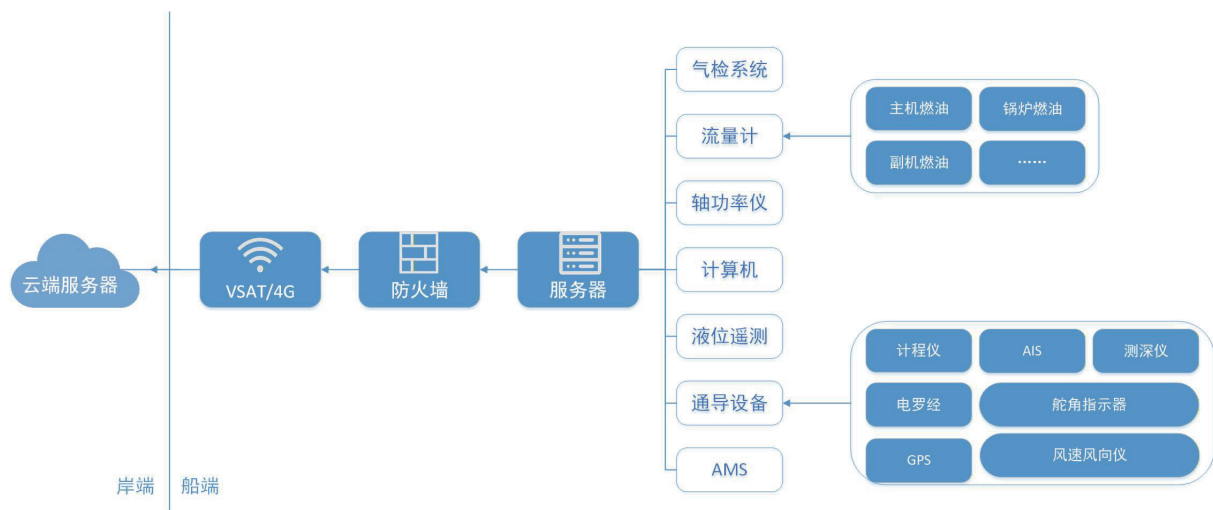 云端服务器
岸端
船端
VSAT/4G
防火墙
服务器
气检系统
流量计
轴功率仪
计算机
液位遥测
通导设备
AMS
主机燃油
锅炉燃油
副机燃油
······
计程仪
AIS
测深仪
电罗经
舵角指示器
GPS
风速风向仪